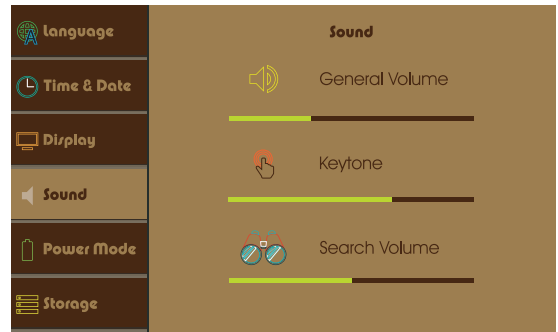 Language
Time & Date
Display
Sound
Power Mode
Storage
Sound
General Volume
Keytone
Search Volume